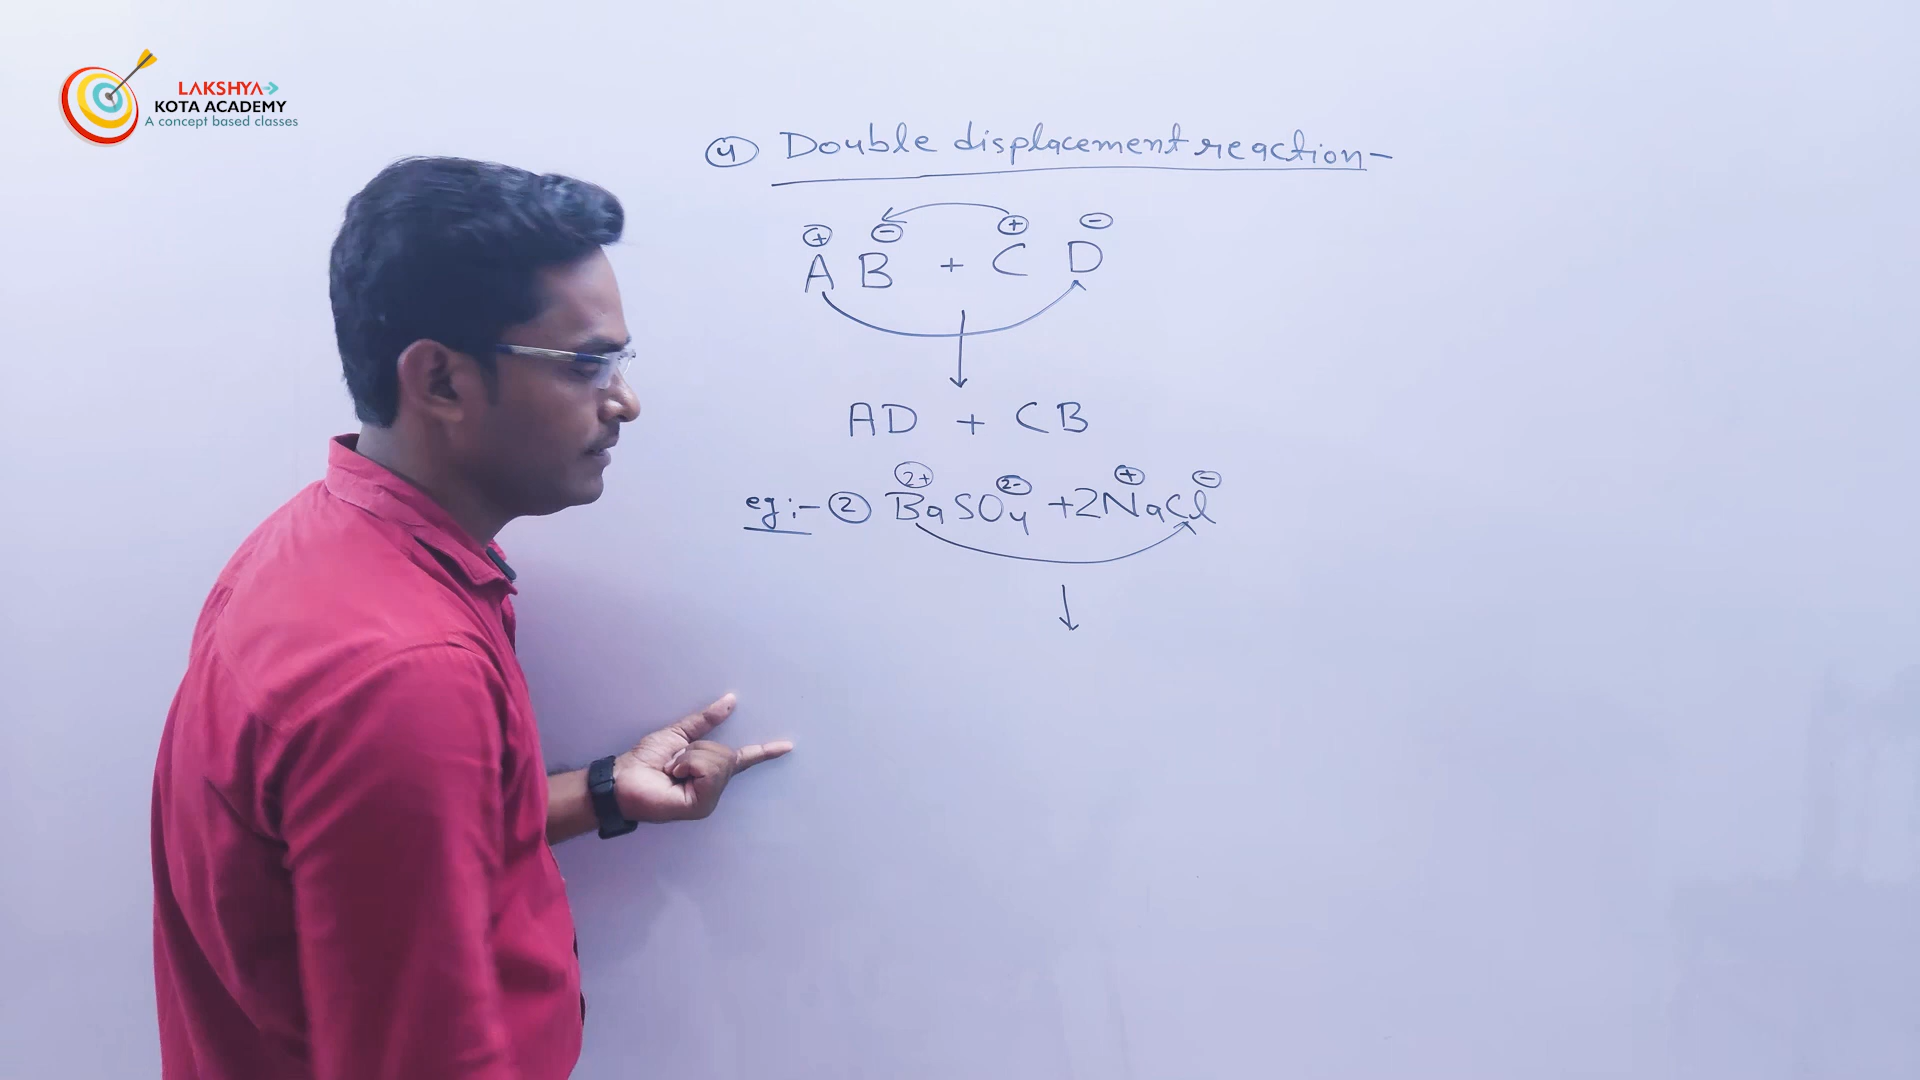 LAKSHYA
KOTA ACADEMY
A concept based classes
④ Double displacement reaction-
⊕ ⊖ ⊕ ⊖
A B + C D
AD + CB
2+ 2- ⊕ ⊖
eg:- ② BaSO4 + 2NaCl